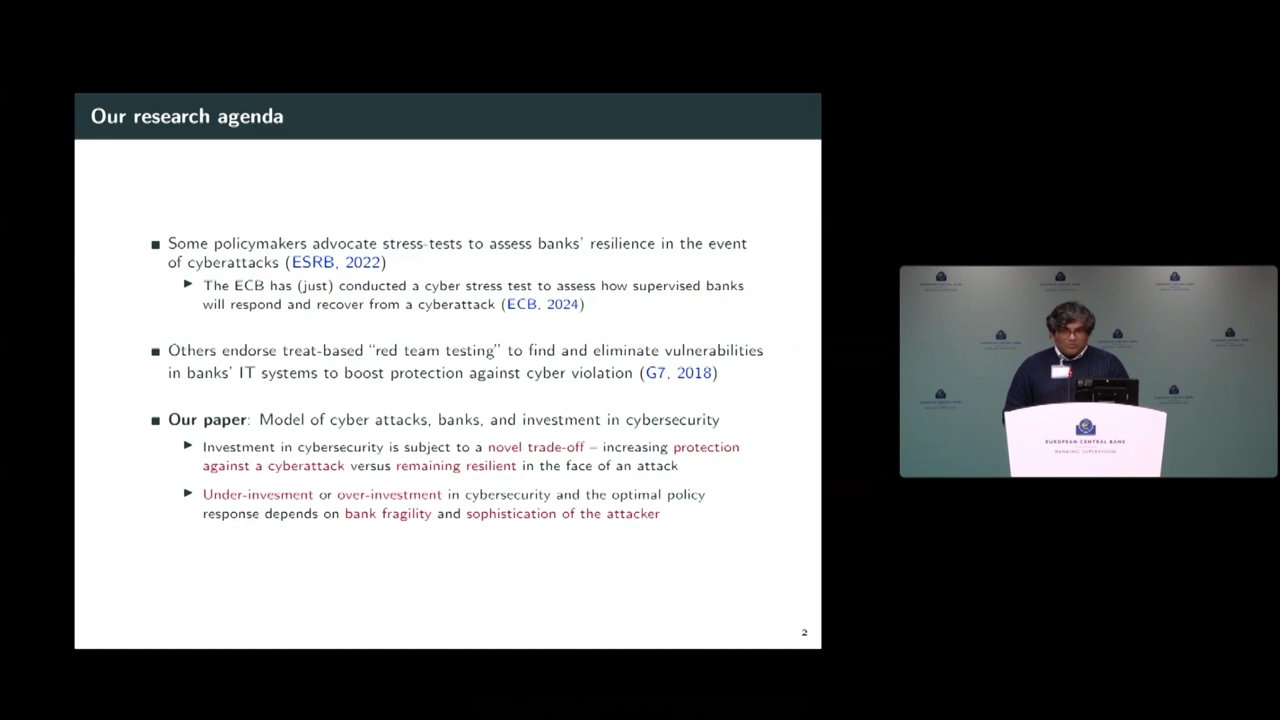 Our research agenda
Some policymakers advocate stress-tests to assess banks' resilience in the event
of cyberattacks (ESRB, 2022)
The ECB has (just) conducted a cyber stress test to assess how supervised banks
will respond and recover from a cyberattack (ECB, 2024)
Others endorse treat-based "red team testing" to find and eliminate vulnerabilities
in banks' IT systems to boost protection against cyber violation (G7, 2018)
Our paper: Model of cyber attacks, banks, and investment in cybersecurity
Investment in cybersecurity is subject to a novel trade-off – increasing protection
against a cyberattack versus remaining resilient in the face of an attack
Under-invesment or over-investment in cybersecurity and the optimal policy
response depends on bank fragility and sophistication of the attacker
2
EUROPEAN CENTRAL BANK
BANKING SUPERVISION